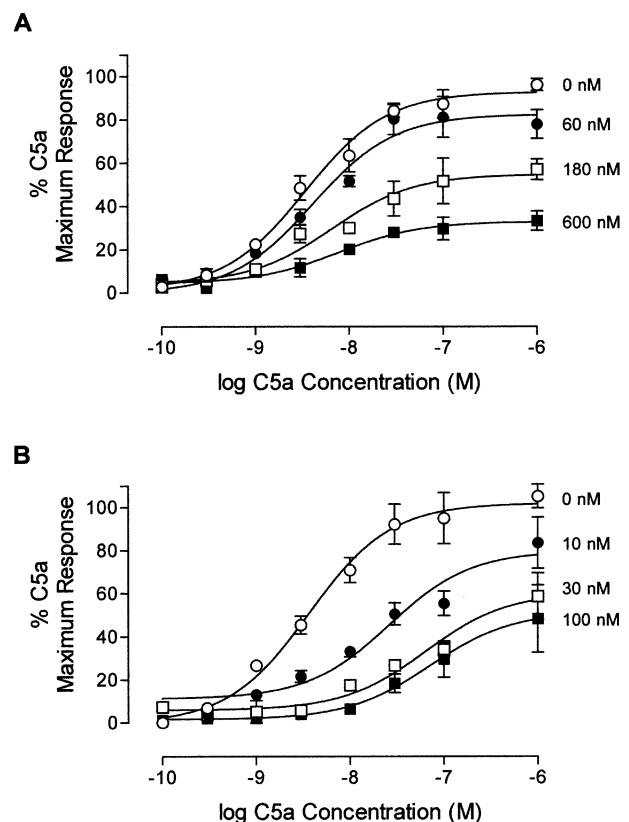 A
% C5a
Maximum Response
100
80
60
40
20
0
0 nM
60 nM
180 nM
600 nM
-10 -9 -8 -7 -6
log C5a Concentration (M)
B
% C5a
Maximum Response
100
80
60
40
20
0
0 nM
10 nM
30 nM
100 nM
-10 -9 -8 -7 -6
log C5a Concentration (M)